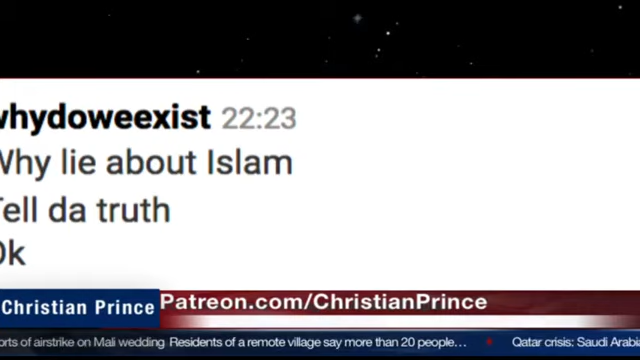 whydoweexist 22:23
Why lie about Islam
Tell da truth
Ok
Christian Prince
Patreon.com/ChristianPrince
orts of airstrike on Mali wedding Residents of a remote village say more than 20 people… Qatar crisis: Saudi Arabi